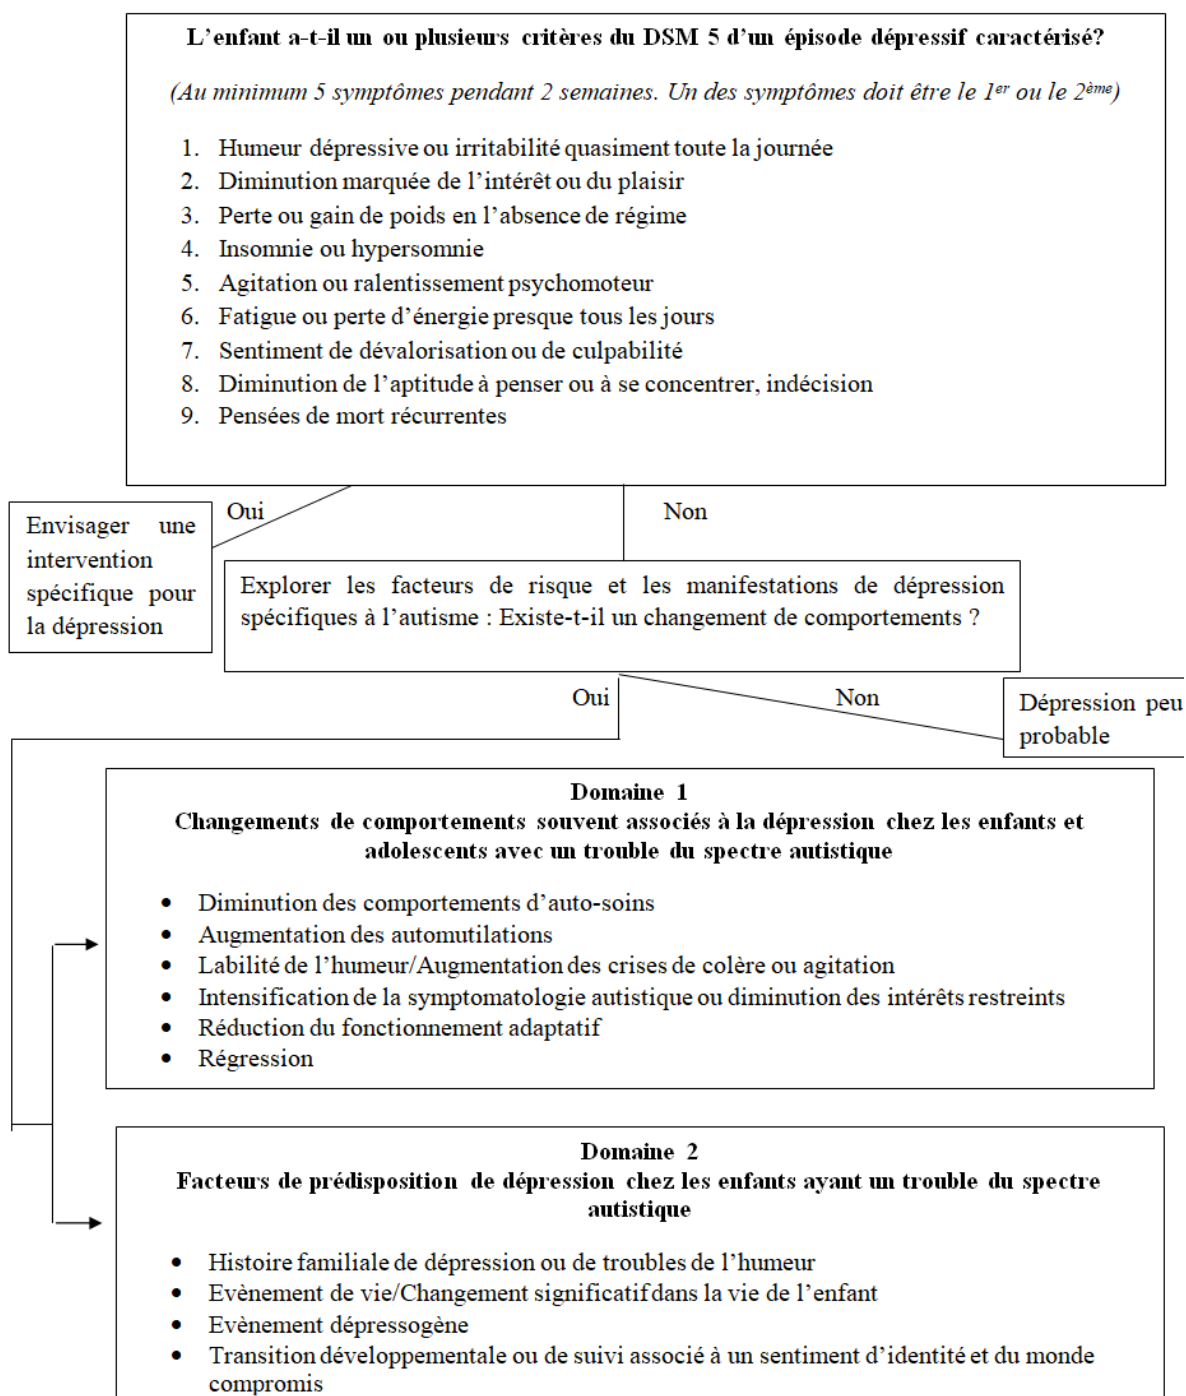 L’enfant a-t-il un ou plusieurs critères du DSM 5 d’un épisode dépressif caractérisé?
(Au minimum 5 symptômes pendant 2 semaines. Un des symptômes doit être le 1er ou le 2ème)
1. Humeur dépressive ou irritabilité quasiment toute la journée
2. Diminution marquée de l’intérêt ou du plaisir
3. Perte ou gain de poids en l’absence de régime
4. Insomnie ou hypersomnie
5. Agitation ou ralentissement psychomoteur
6. Fatigue ou perte d’énergie presque tous les jours
7. Sentiment de dévalorisation ou de culpabilité
8. Diminution de l’aptitude à penser ou à se concentrer, indécision
9. Pensées de mort récurrentes
Oui
Non
Envisager une
intervention
spécifique pour
la dépression
Explorer les facteurs de risque et les manifestations de dépression
spécifiques à l’autisme : Existe-t-il un changement de comportements ?
Oui
Non
Dépression peu
probable
Domaine 1
Changements de comportements souvent associés à la dépression chez les enfants et
adolescents avec un trouble du spectre autistique
• Diminution des comportements d’auto-soins
• Augmentation des automutilations
• Labilité de l’humeur/Augmentation des crises de colère ou agitation
• Intensification de la symptomatologie autistique ou diminution des intérêts restreints
• Réduction du fonctionnement adaptatif
• Régression
Domaine 2
Facteurs de prédisposition de dépression chez les enfants ayant un trouble du spectre
autistique
• Histoire familiale de dépression ou de troubles de l’humeur
• Evènement de vie/Changement significatif dans la vie de l’enfant
• Evènement dépressogène
• Transition développementale ou de suivi associé à un sentiment d’identité et du monde
compromis